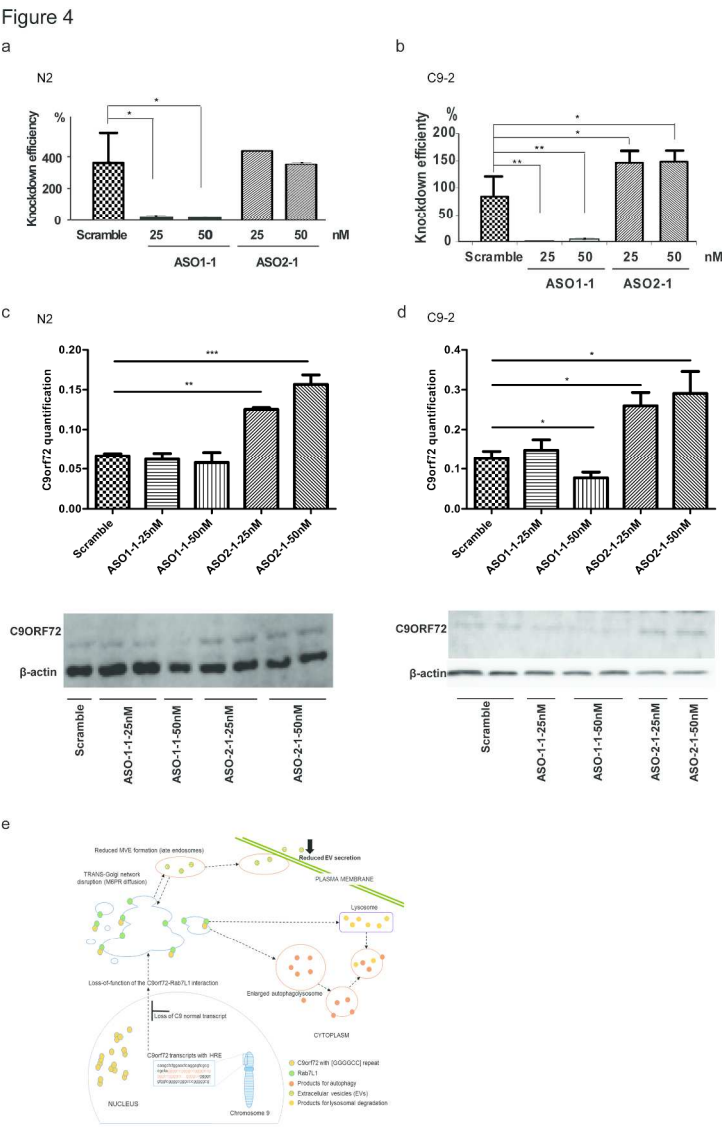 Figure 4
a
N2
%
Knockdown efficiency
400
200
0
*
*
Scramble 25 50 25 50 nM
ASO1-1 ASO2-1
b
C9-2
%
Knockdown efficienty
200
150
100
50
0
*
*
**
**
Scramble 25 50 25 50 nM
ASO1-1 ASO2-1
c
N2
C9orf72 quantification
0.20
0.15
0.10
0.05
0.00
***
**
Scramble
ASO1-1-25nM
ASO1-1-50nM
ASO2-1-25nM
ASO2-1-50nM
C9ORF72
β-actin
Scramble
ASO-1-1-25nM
ASO-1-1-50nM
ASO-2-1-25nM
ASO-2-1-50nM
d
C9-2
C9orf72 quantification
0.4
0.3
0.2
0.1
0.0
*
*
*
Scramble
ASO1-1-25nM
ASO1-1-50nM
ASO2-1-25nM
ASO2-1-50nM
C9ORF72
β-actin
Scramble
ASO-1-1-25nM
ASO-1-1-50nM
ASO-2-1-25nM
ASO-2-1-50nM
e
Reduced MVE formation (late endosomes)
Reduced EV secretion
PLASMA MEMBRANE
TRANS-Golgi network
disruption (M6PR diffusion)
Lysosome
Loss-of-function of the C9orf72-Rab7L1 interaction
Enlarged autophagolysosome
Loss of C9 normal transcript
CYTOPLASM
C9orf72 transcripts with HRE
NUCLEUS
Chromosome 9
C9orf72 with [GGGGCC] repeat
Rab7L1
Products for autophagy
Extracellular vesicles (EVs)
Products for lysosomal degradation